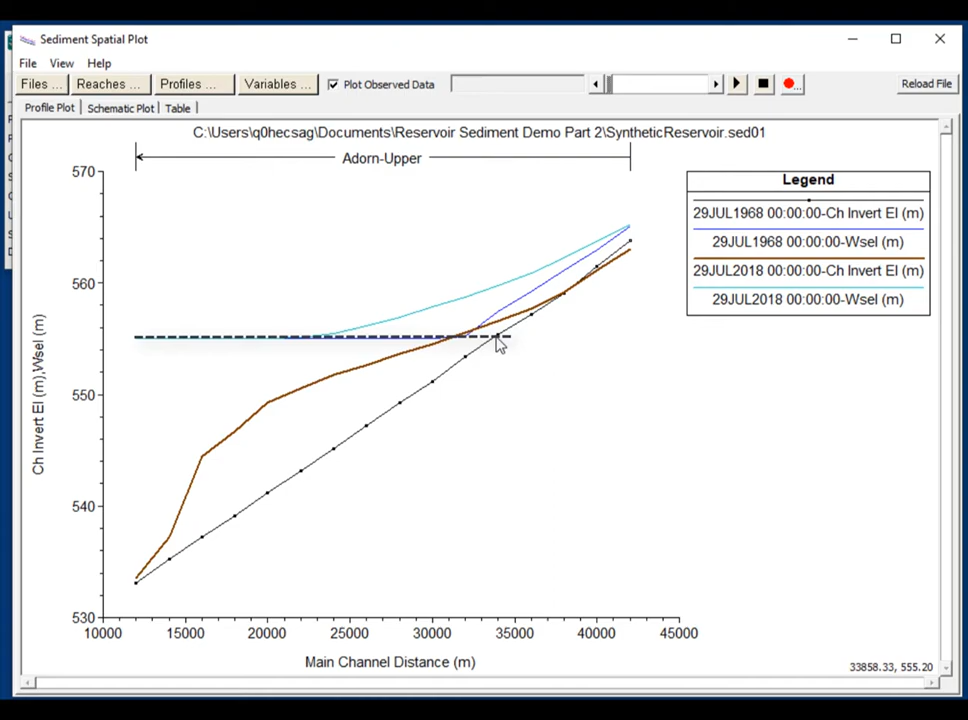 Sediment Spatial Plot
File View Help
Files ... Reaches ... Profiles ... Variables ... Plot Observed Data Reload File
Profile Plot Schematic Plot Table
C:\Users\q0hecsag\Documents\Reservoir Sediment Demo Part 2\SyntheticReservoir.sed01
Adorn-Upper
Legend
29JUL1968 00:00:00-Ch Invert El (m)
29JUL1968 00:00:00-Wsel (m)
29JUL2018 00:00:00-Ch Invert El (m)
29JUL2018 00:00:00-Wsel (m)
Ch Invert El (m),Wsel (m)
570
560
550
540
530
10000 15000 20000 25000 30000 35000 40000 45000
Main Channel Distance (m)
33858.33, 555.20